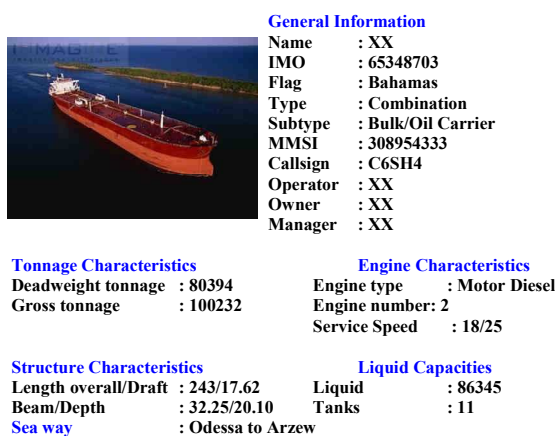 General Information
Name : XX
IMO : 65348703
Flag : Bahamas
Type : Combination
Subtype : Bulk/Oil Carrier
MMSI : 308954333
Callsign : C6SH4
Operator : XX
Owner : XX
Manager : XX
Tonnage Characteristics
Deadweight tonnage : 80394
Gross tonnage : 100232
Engine Characteristics
Engine type : Motor Diesel
Engine number: 2
Service Speed : 18/25
Structure Characteristics
Length overall/Draft : 243/17.62
Beam/Depth : 32.25/20.10
Sea way : Odessa to Arzew
Liquid Capacities
Liquid : 86345
Tanks : 11